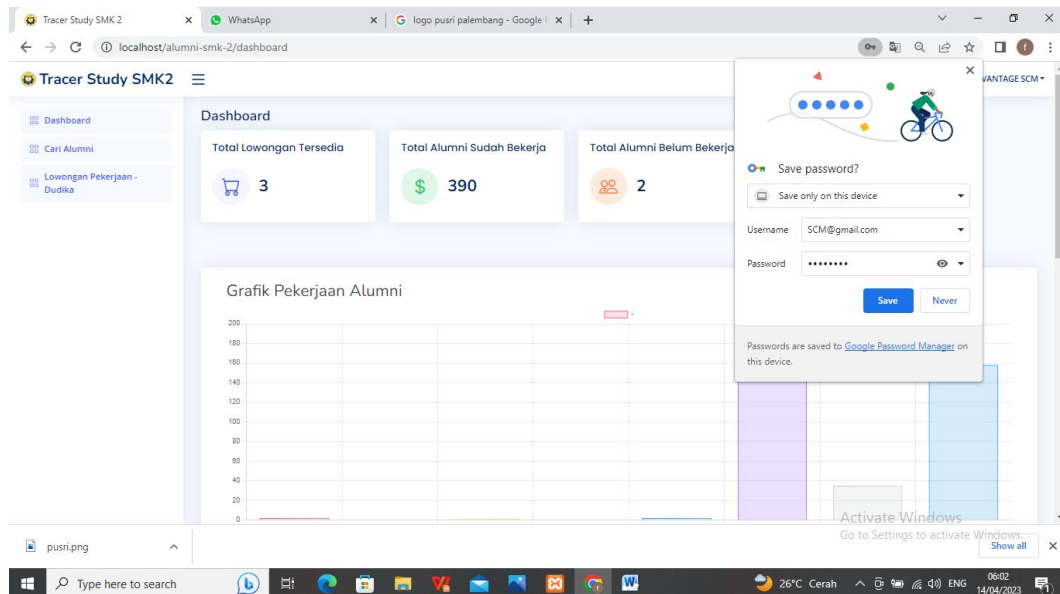 Tracer Study SMK 2
WhatsApp
logo pusri palembang - Google
localhost/alumni-smk-2/dashboard
f
Tracer Study SMK2
VANTAGE SCM
Dashboard
Cari Alumni
Lowongan Pekerjaan -
Dudika
Dashboard
Total Lowongan Tersedia
3
Total Alumni Sudah Bekerja
390
Total Alumni Belum Bekerja
2
Save password?
Save only on this device
Username
SCM@gmail.com
Password
••••••••
Save
Never
Passwords are saved to Google Password Manager on
this device.
Grafik Pekerjaan Alumni
-
200
180
160
140
120
100
80
60
40
20
0
Activate Windows
Go to Settings to activate Windows.
pusri.png
Show all
Type here to search
26°C Cerah
ENG
06:02
14/04/2023
1